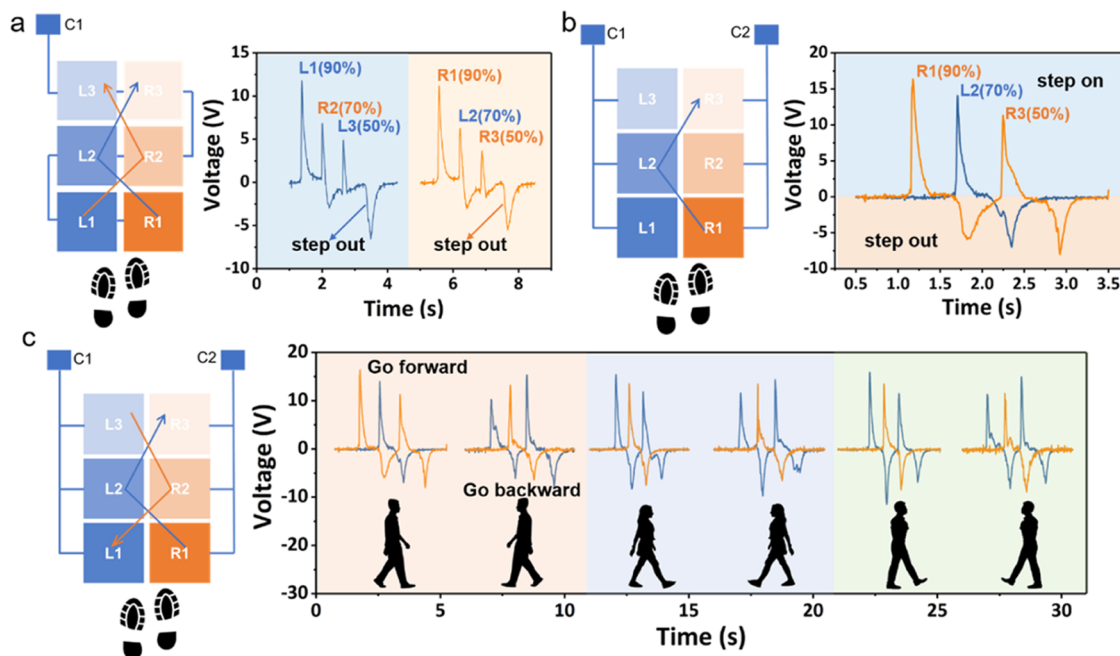 a
C1
L3 R3
L2 R2
L1 R1
15
10
5
0
-5
-10
Voltage (V)
L1(90%)
R2(70%)
L3(50%)
step out
R1(90%)
L2(70%)
R3(50%)
step out
2 4 6 8
Time (s)
b
C1 C2
L3 R3
L2 R2
L1 R1
20
15
10
5
0
-5
-10
Voltage (V)
R1(90%)
L2(70%)
R3(50%)
step on
step out
0.5 1.0 1.5 2.0 2.5 3.0 3.5
Time (s)
c
C1 C2
L3 R3
L2 R2
L1 R1
20
10
0
-10
-20
-30
Voltage (V)
Go forward
Go backward
0 5 10 15 20 25 30
Time (s)